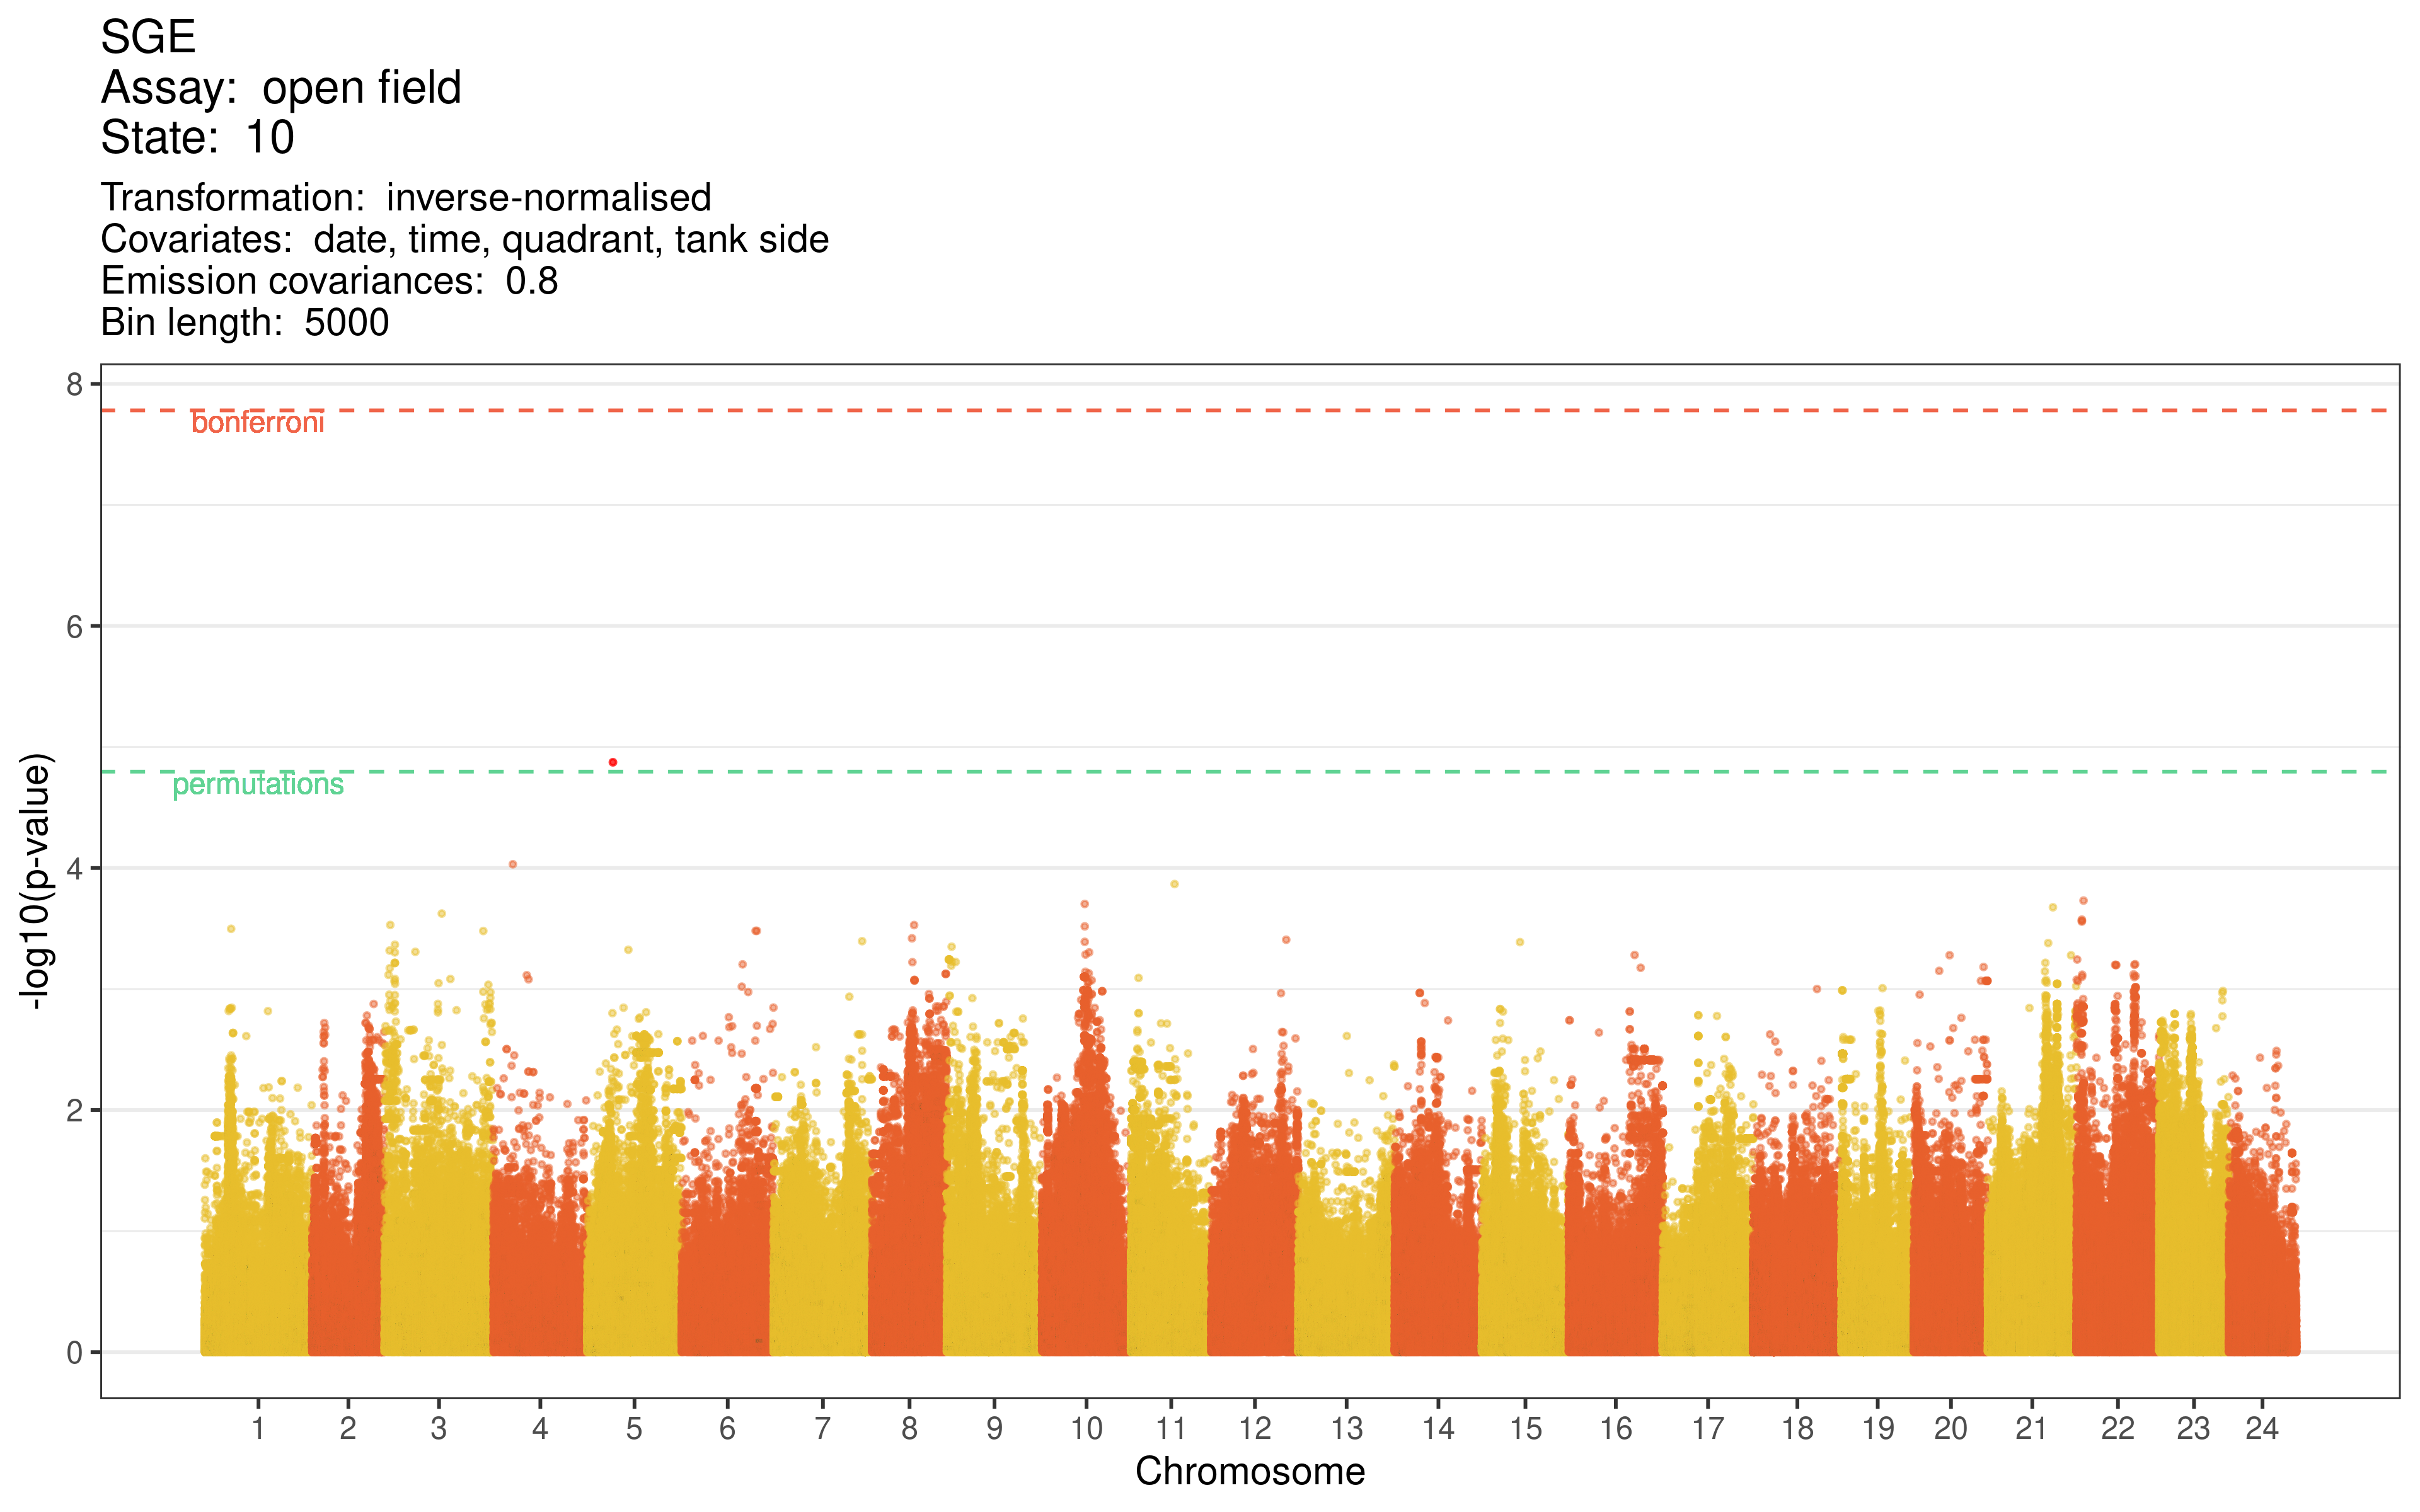 SGE
Assay:  open field
State:  10
Transformation:  inverse-normalised
Covariates:  date, time, quadrant, tank side
Emission covariances:  0.8
Bin length:  5000
8
bonferroni
6
permutations
4
2
0
-log10(p-value)
1 2 3 4 5 6 7 8 9 10 11 12 13 14 15 16 17 18 19 20 21 22 23 24
Chromosome